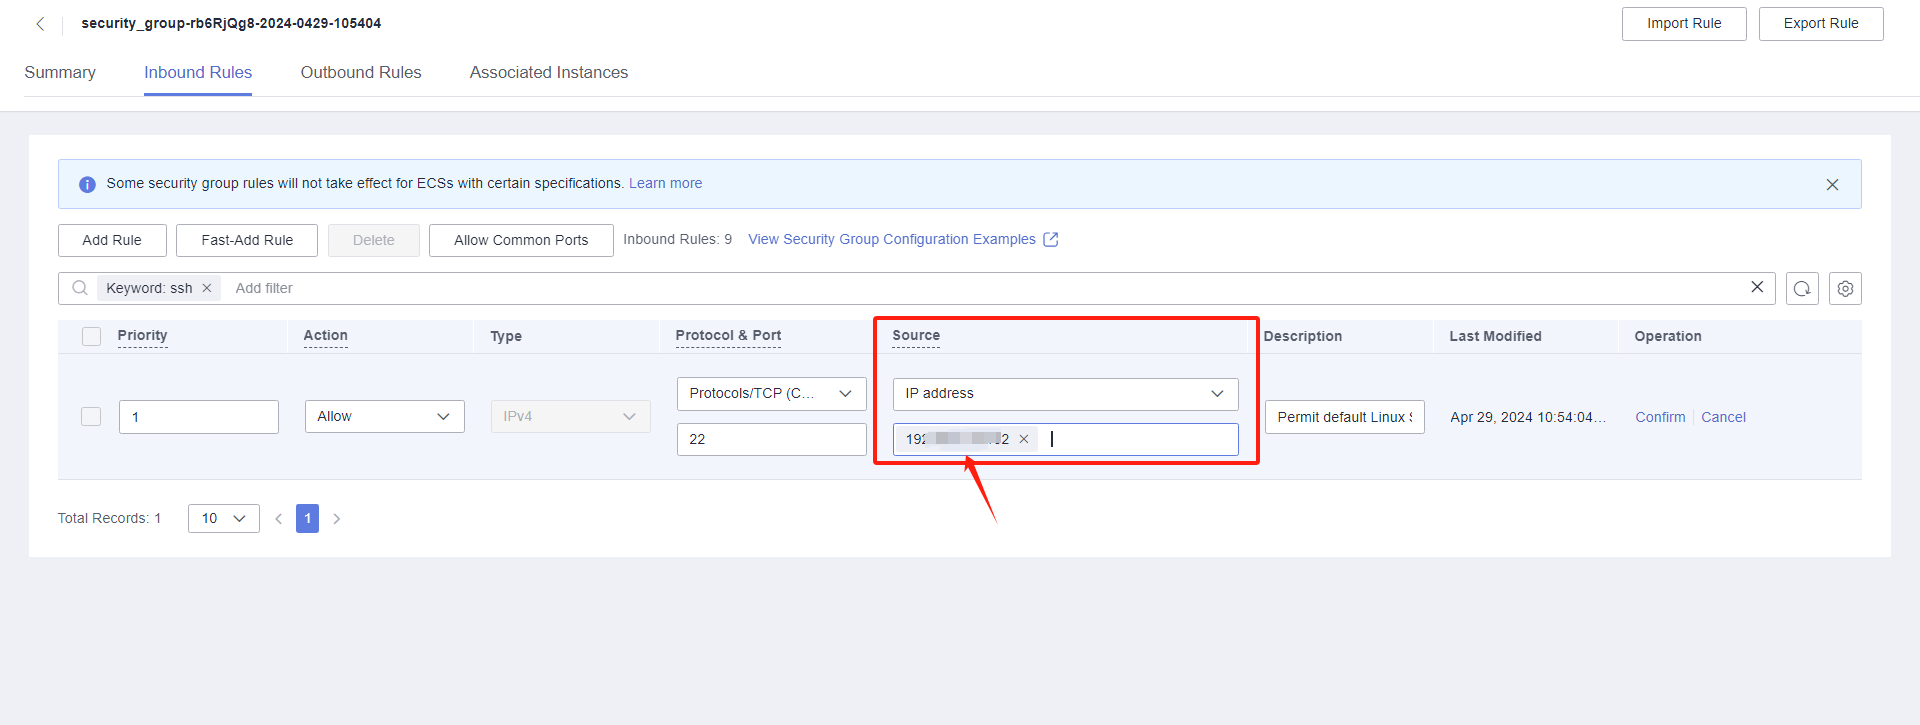 security_group-rb6RjQg8-2024-0429-105404
Import Rule
Export Rule
Summary
Inbound Rules
Outbound Rules
Associated Instances
Some security group rules will not take effect for ECSs with certain specifications. Learn more
Add Rule
Fast-Add Rule
Delete
Allow Common Ports
Inbound Rules: 9
View Security Group Configuration Examples
Keyword: ssh
Add filter
Priority
Action
Type
Protocol & Port
Source
Description
Last Modified
Operation
1
Allow
IPv4
Protocols/TCP (C...
22
IP address
Permit default Linux
Apr 29, 2024 10:54:04...
Confirm
Cancel
Total Records: 1
10
1